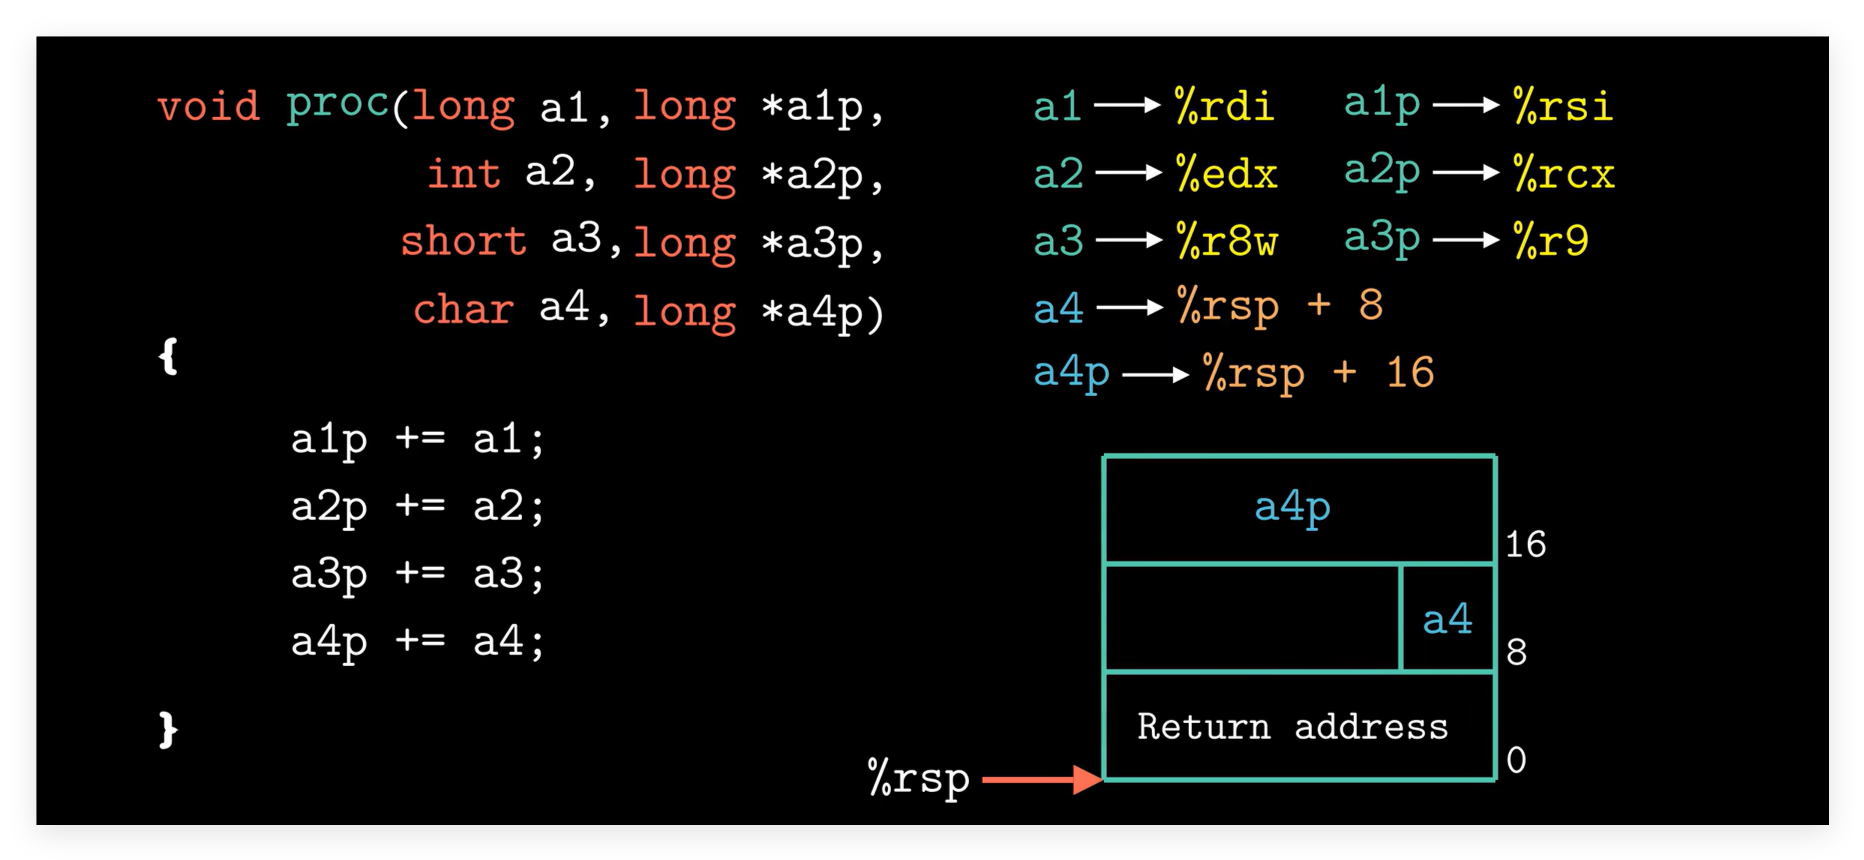 void proc(long a1, long *a1p,
int a2, long *a2p,
short a3, long *a3p,
char a4, long *a4p)
{
a1p += a1;
a2p += a2;
a3p += a3;
a4p += a4;
}
a1 → %rdi a1p → %rsi
a2 → %edx a2p → %rcx
a3 → %r8w a3p → %r9
a4 → %rsp + 8
a4p → %rsp + 16
a4p
16
a4
8
Return address
0
%rsp